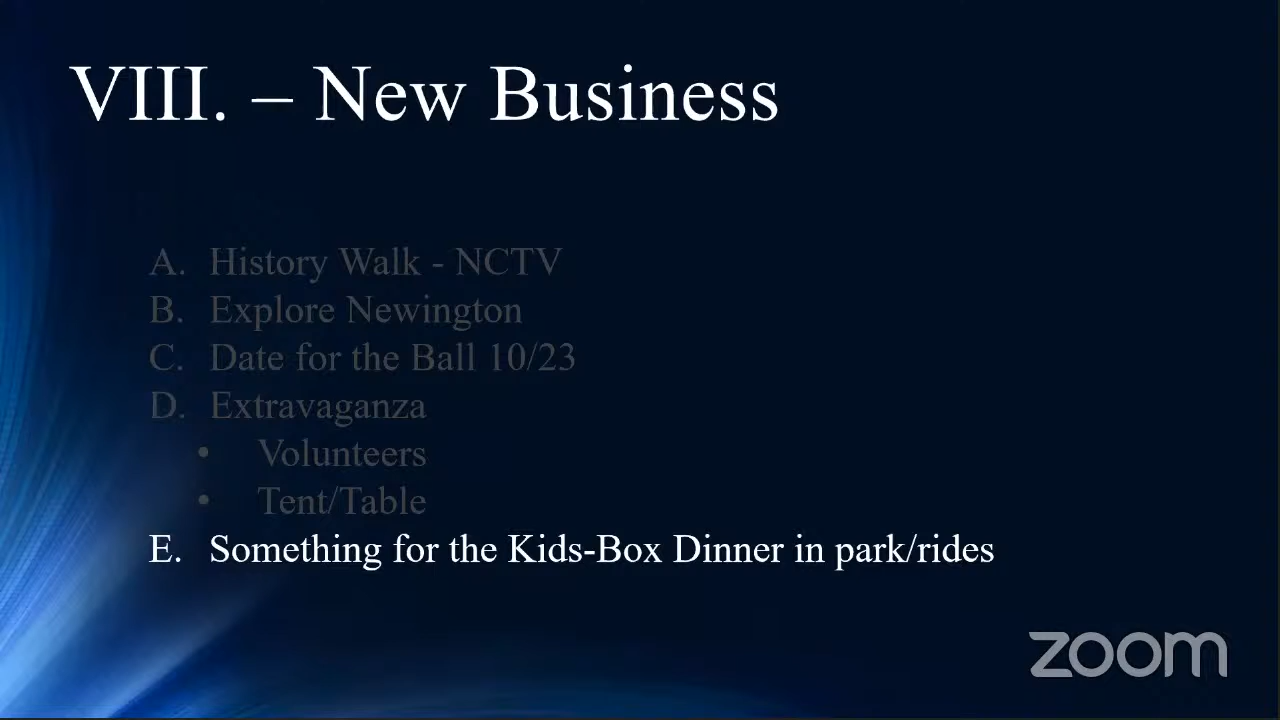 VIII. – New Business
A. History Walk - NCTV
B. Explore Newington
C. Date for the Ball 10/23
D. Extravaganza
• Volunteers
• Tent/Table
E. Something for the Kids-Box Dinner in park/rides
zoom